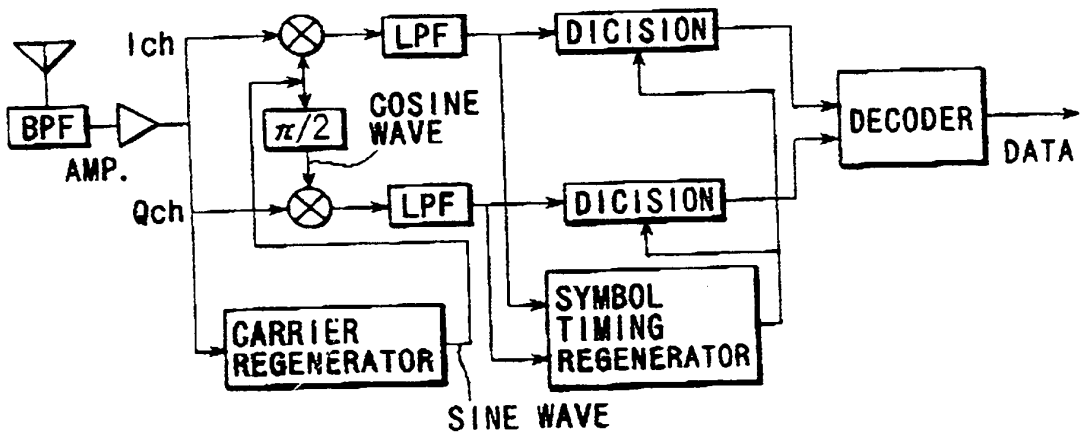 Ich
LPF
DICISION
BPF
AMP.
π/2
COSINE
WAVE
DECODER
DATA
Qch
LPF
DICISION
CARRIER
REGENERATOR
SYMBOL
TIMING
REGENERATOR
SINE WAVE